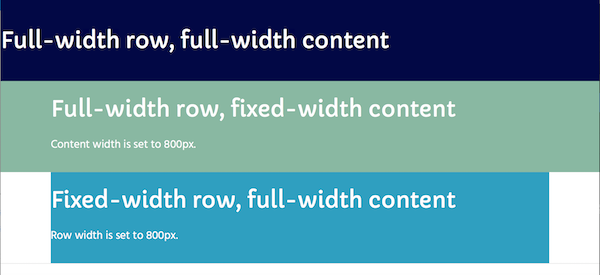 Full-width row, full-width content
Full-width row, fixed-width content
Content width is set to 800px.
Fixed-width row, full-width content
Row width is set to 800px.